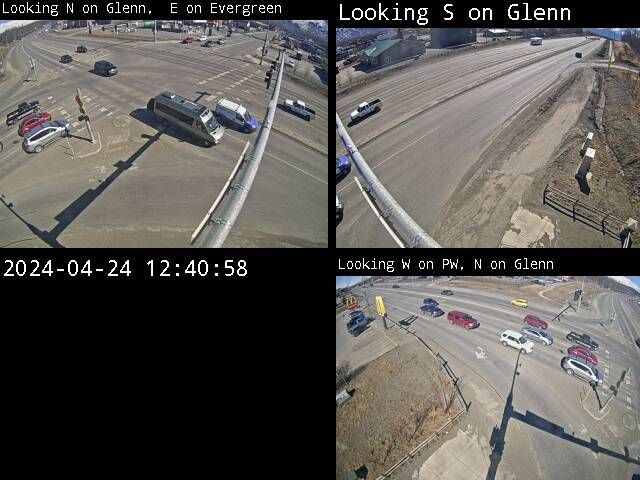 Looking N on Glenn,  E on Evergreen
Looking S on Glenn
2024-04-24 12:40:58
Looking W on PW, N on Glenn